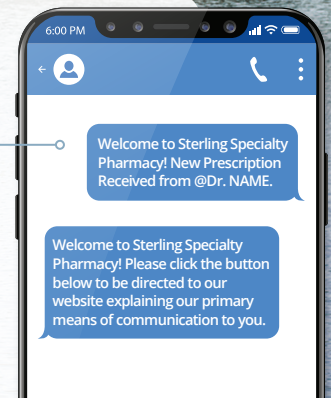 6:00 PM
Welcome to Sterling Specialty
Pharmacy! New Prescription
Received from @Dr. NAME.
Welcome to Sterling Specialty
Pharmacy! Please click the button
below to be directed to our
website explaining our primary
means of communication to you.